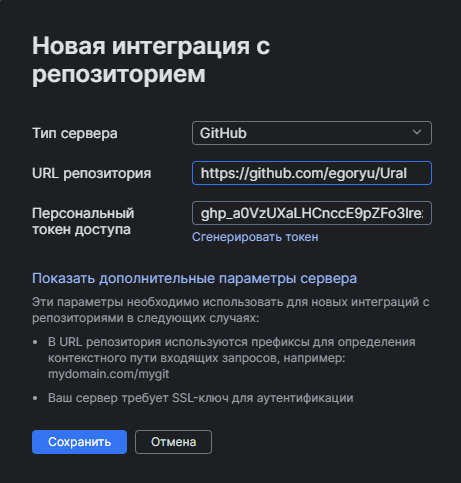 Новая интеграция с
репозиторием
Тип сервера
GitHub
URL репозитория
https://github.com/egoryu/Ural
Персональный
токен доступа
Сгенерировать токен
Показать дополнительные параметры сервера
Эти параметры необходимо использовать для новых интеграций с
репозиториями в следующих случаях:
• В URL репозитория используются префиксы для определения
контекстного пути входящих запросов, например:
mydomain.com/mygit
• Ваш сервер требует SSL-ключ для аутентификации
Сохранить
Отмена